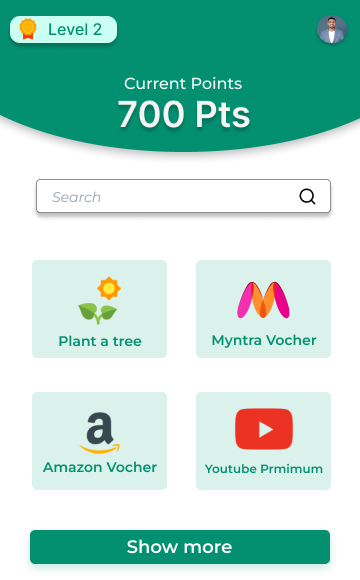 Level 2
Current Points
700 Pts
Search
Plant a tree
Myntra Vocher
Amazon Vocher
Youtube Prmimum
Show more